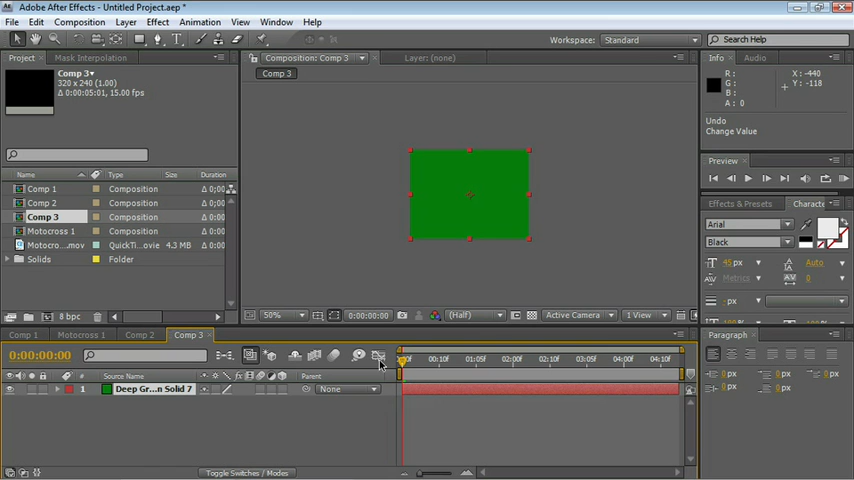 Adobe After Effects - Untitled Project.aep *
File Edit Composition Layer Effect Animation View Window Help
Workspace: Standard Search Help
Project Mask Interpolation
Composition: Comp 3 Layer: (none)
Info Audio
Comp 3
Comp 3
320 x 240 (1.00)
Δ 0;00:05:01, 15.00 fps
R :
G :
B :
A : 0
X : -440
Y : -118
Undo
Change Value
Preview
Name Type Size Duration
Comp 1 Composition Δ 0;00
Comp 2 Composition Δ 0;00
Comp 3 Composition Δ 0:00
Motocross 1 Composition Δ 0:00
Motocro....mov QuickTi...ovie 4.3 MB Δ 0:00
Solids Folder
Effects & Presets Characte
Arial
Black
45 px Auto
Metrics 0
- px
8 bpc
50% 0:00:00:00 (Half) Active Camera 1 View
Comp 1 Motocross 1 Comp 2 Comp 3
Paragraph
0:00:00:00
00f 00:10f 01:05f 02:00f 02:10f 03:05f 04:00f 04:10f
# Source Name Parent
1 Deep Gr...n Solid 7 None
0 px 0 px 0 px
0 px 0 px
Toggle Switches / Modes